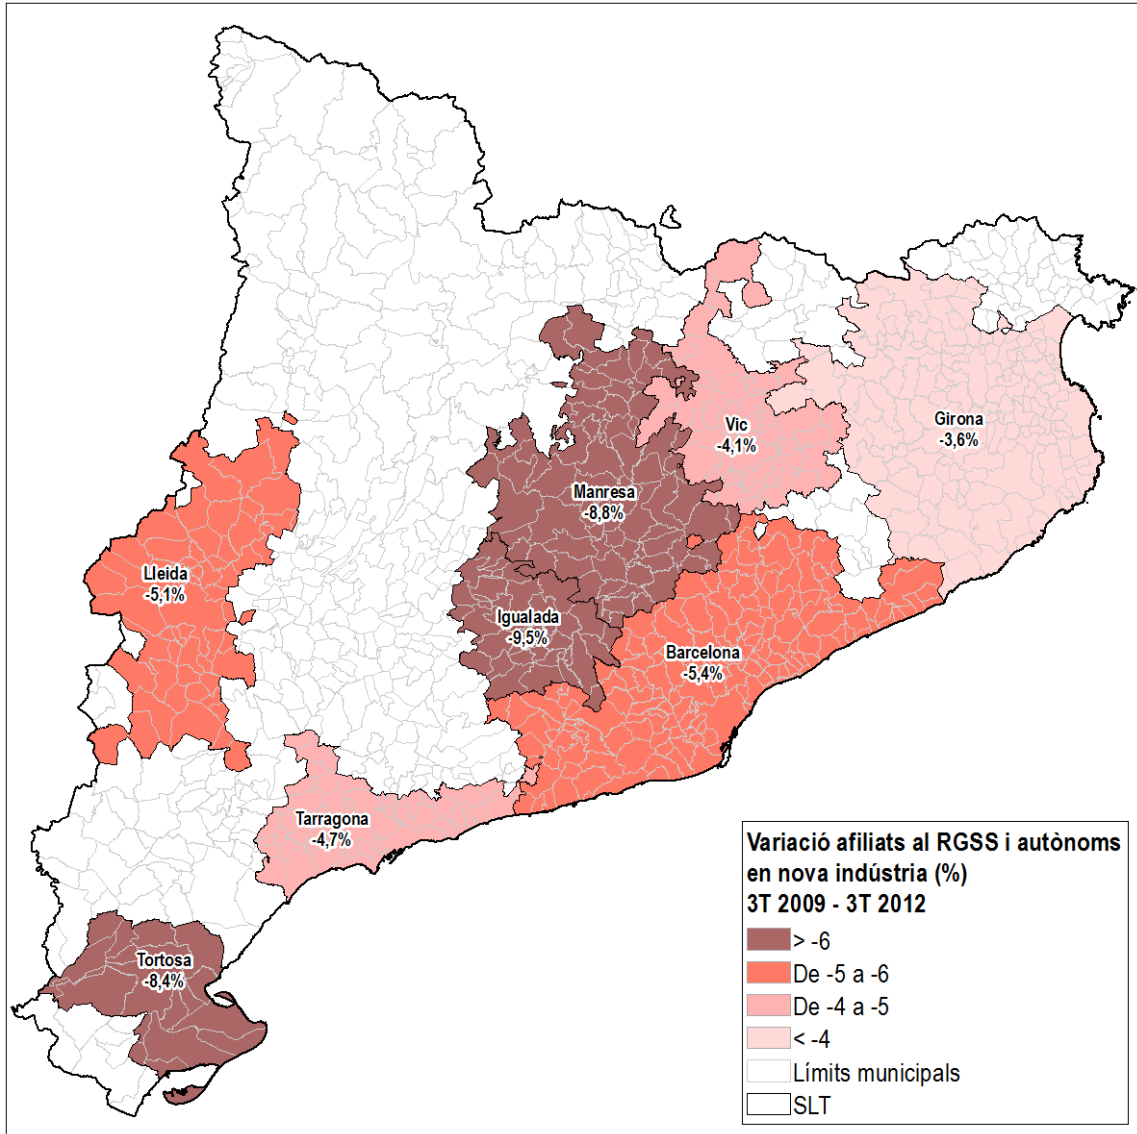 Vic
-4,1%
Girona
-3,6%
Manresa
-8,8%
Lleida
-5,1%
Igualada
-9,5%
Barcelona
-5,4%
Tarragona
-4,7%
Tortosa
-8,4%
Variació afiliats al RGSS i autònoms
en nova indústria (%)
3T 2009 - 3T 2012
> -6
De -5 a -6
De -4 a -5
< -4
Límits municipals
SLT